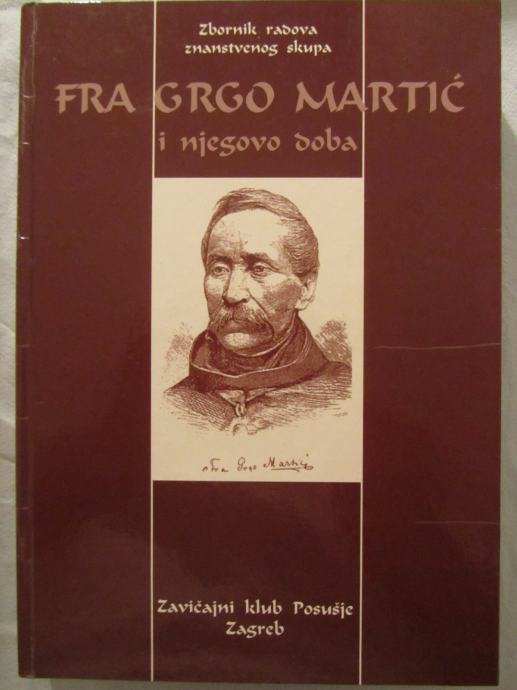 Zbornik radova
znanstvenog skupa
FRA GRGO MARTIĆ
i njegovo doba
Fra Grgo Martić
Zavičajni klub Posušje
Zagreb